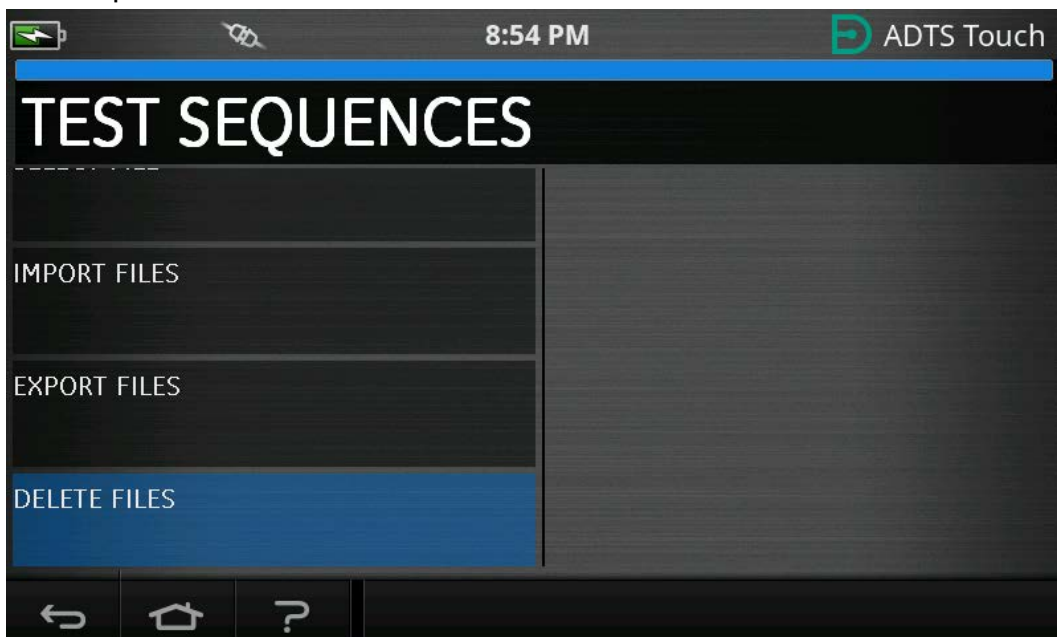 8:54 PM
ADTS Touch
TEST SEQUENCES
IMPORT FILES
EXPORT FILES
DELETE FILES